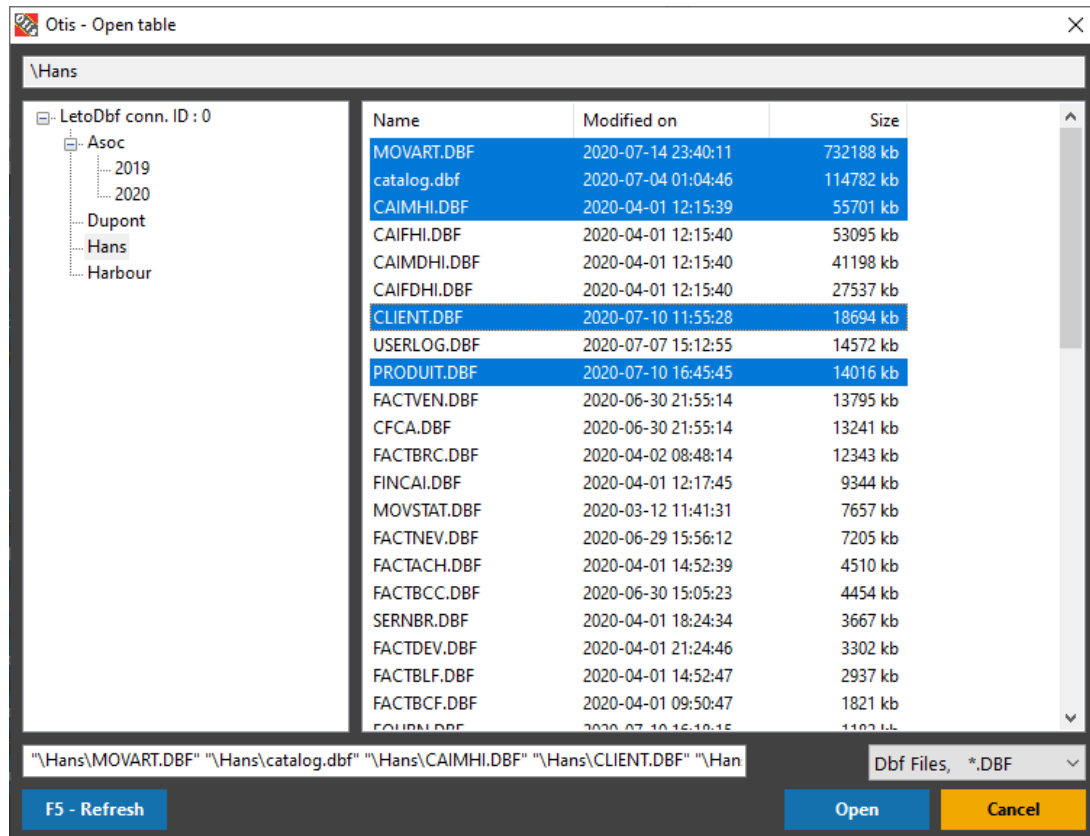 Otis - Open table
\Hans
LetoDbf conn. ID : 0
Asoc
2019
2020
Dupont
Hans
Harbour
Name Modified on Size
MOVART.DBF 2020-07-14 23:40:11 732188 kb
catalog.dbf 2020-07-04 01:04:46 114782 kb
CAIMHI.DBF 2020-04-01 12:15:39 55701 kb
CAIFHI.DBF 2020-04-01 12:15:40 53095 kb
CAIMDHI.DBF 2020-04-01 12:15:40 41198 kb
CAIFDHI.DBF 2020-04-01 12:15:40 27537 kb
CLIENT.DBF 2020-07-10 11:55:28 18694 kb
USERLOG.DBF 2020-07-07 15:12:55 14572 kb
PRODUIT.DBF 2020-07-10 16:45:45 14016 kb
FACTVEN.DBF 2020-06-30 21:55:14 13795 kb
CFCA.DBF 2020-06-30 21:55:14 13241 kb
FACTBRC.DBF 2020-04-02 08:48:14 12343 kb
FINCAI.DBF 2020-04-01 12:17:45 9344 kb
MOVSTAT.DBF 2020-03-12 11:41:31 7657 kb
FACTNEV.DBF 2020-06-29 15:56:12 7205 kb
FACTACH.DBF 2020-04-01 14:52:39 4510 kb
FACTBCC.DBF 2020-06-30 15:05:23 4454 kb
SERNBR.DBF 2020-04-01 18:24:34 3667 kb
FACTDEV.DBF 2020-04-01 21:24:46 3302 kb
FACTBLF.DBF 2020-04-01 14:52:47 2937 kb
FACTBCF.DBF 2020-04-01 09:50:47 1821 kb
"\Hans\MOVART.DBF" "\Hans\catalog.dbf" "\Hans\CAIMHI.DBF" "\Hans\CLIENT.DBF" "\Han
Dbf Files, *.DBF
F5 - Refresh
Open
Cancel